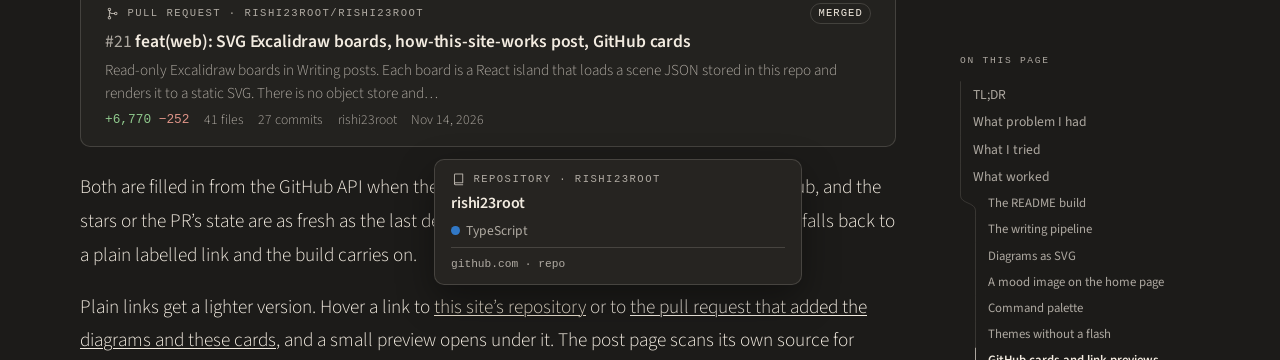 PULL REQUEST · RISHI23ROOT/RISHI23ROOT
MERGED
#21 feat(web): SVG Excalidraw boards, how-this-site-works post, GitHub cards
Read-only Excalidraw boards in Writing posts. Each board is a React island that loads a scene JSON stored in this repo and
renders it to a static SVG. There is no object store and…
+6,770 −252 41 files 27 commits rishi23root Nov 14, 2026
Both are filled in from the GitHub API when the
ub, and the
stars or the PR's state are as fresh as the last de
falls back to
a plain labelled link and the build carries on.
REPOSITORY · RISHI23ROOT
rishi23root
TypeScript
github.com · repo
Plain links get a lighter version. Hover a link to this site's repository or to the pull request that added the
diagrams and these cards, and a small preview opens under it. The post page scans its own source for
ON THIS PAGE
TL;DR
What problem I had
What I tried
What worked
The README build
The writing pipeline
Diagrams as SVG
A mood image on the home page
Command palette
Themes without a flash
GitHub cards and link previews